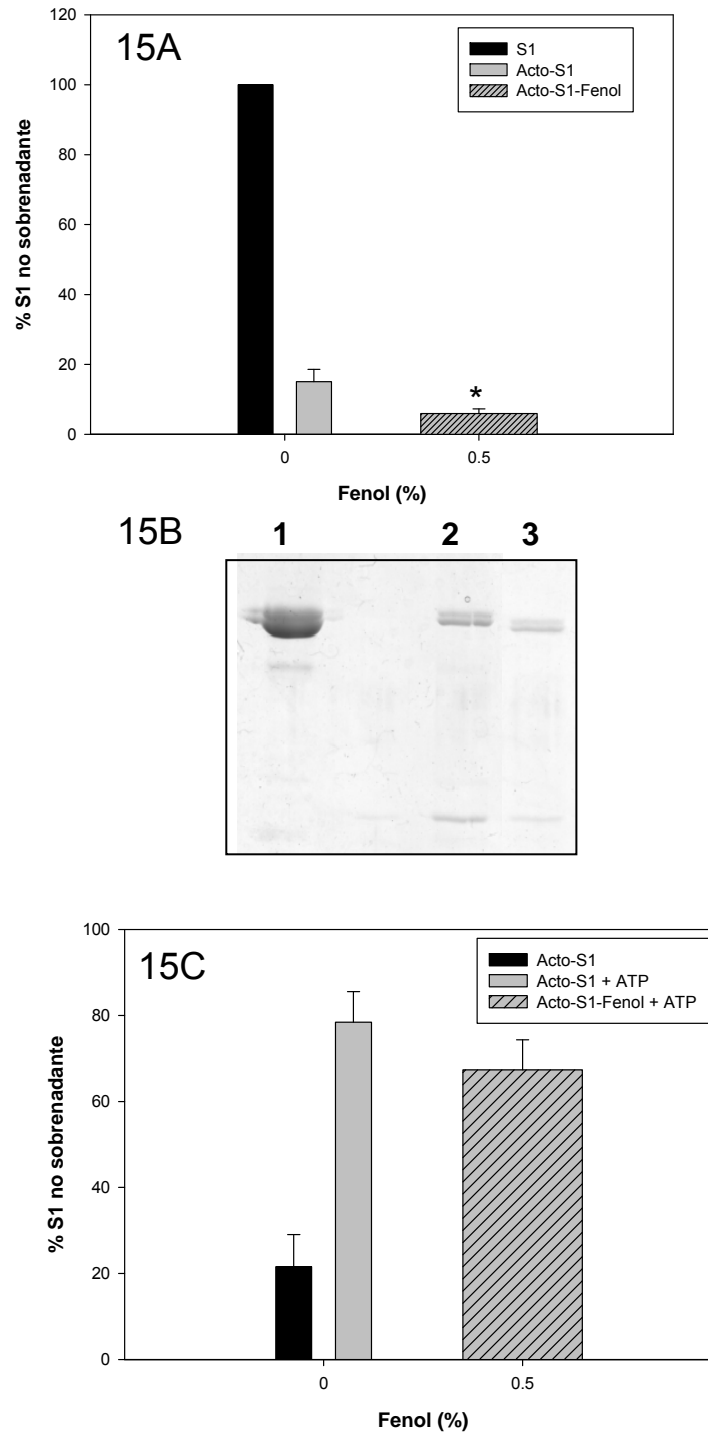 15A
S1
Acto-S1
Acto-S1-Fenol
120
100
80
60
40
20
0
% S1 no sobrenadante
*
0 0.5
Fenol (%)
15B 1 2 3
15C
Acto-S1
Acto-S1 + ATP
Acto-S1-Fenol + ATP
100
80
60
40
20
0
% S1 no sobrenadante
0 0.5
Fenol (%)